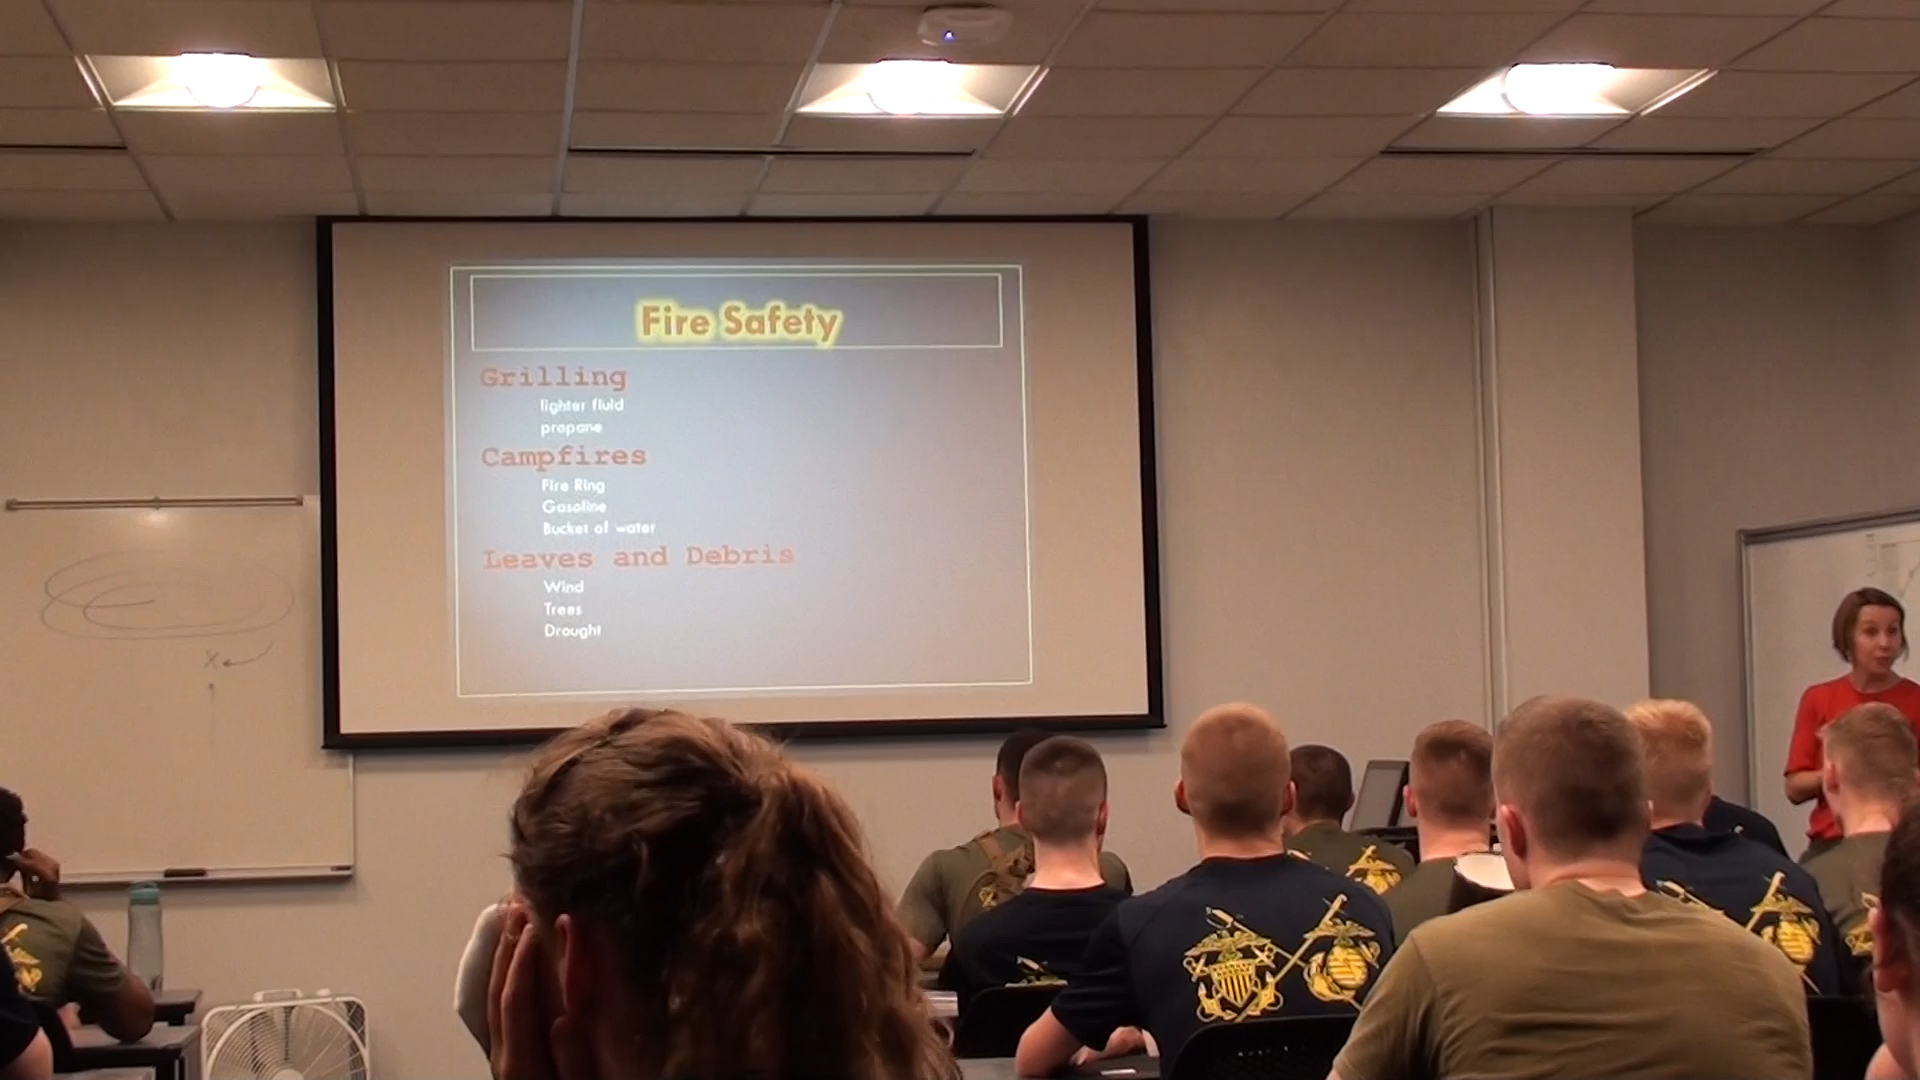 Fire Safety
Grilling
lighter fluid
propane
Campfires
Fire Ring
Gasoline
Bucket of water
Leaves and Debris
Wind
Trees
Drought
X